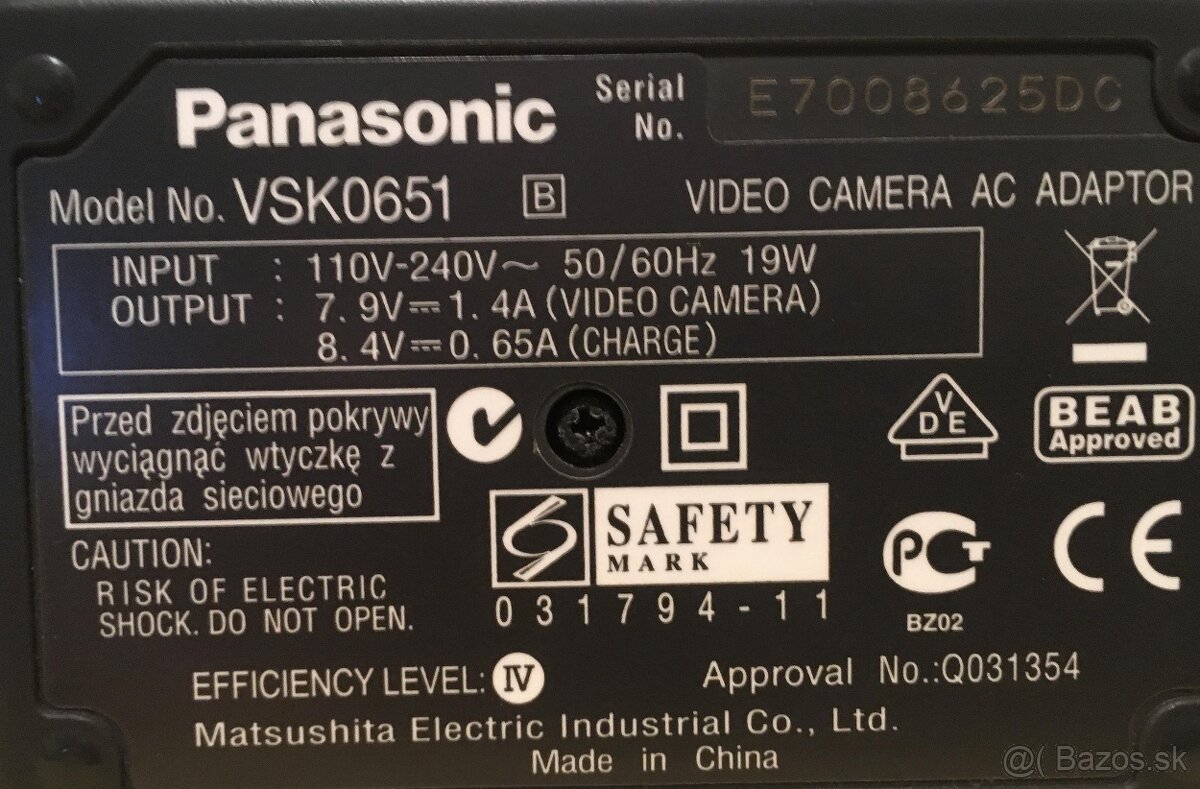 Panasonic
Serial No.
E7008625DC
Model No. VSK0651 B
VIDEO CAMERA AC ADAPTOR
INPUT : 110V-240V~ 50/60Hz 19W
OUTPUT : 7.9V⎓1.4A (VIDEO CAMERA)
8.4V⎓0.65A (CHARGE)
Przed zdjęciem pokrywy
wyciągnąć wtyczkę z
gniazda sieciowego
VDE
BEAB
Approved
CAUTION:
RISK OF ELECTRIC
SHOCK. DO NOT OPEN.
SAFETY
MARK
031794-11
PCT
BZ02
CE
EFFICIENCY LEVEL: IV
Approval No.:Q031354
Matsushita Electric Industrial Co., Ltd.
Made in China
@( Bazos.sk